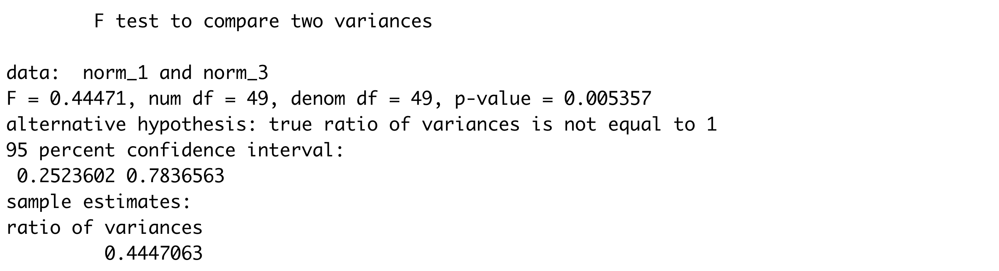 F test to compare two variances
data:  norm_1 and norm_3
F = 0.44471, num df = 49, denom df = 49, p-value = 0.005357
alternative hypothesis: true ratio of variances is not equal to 1
95 percent confidence interval:
0.2523602 0.7836563
sample estimates:
ratio of variances
0.4447063